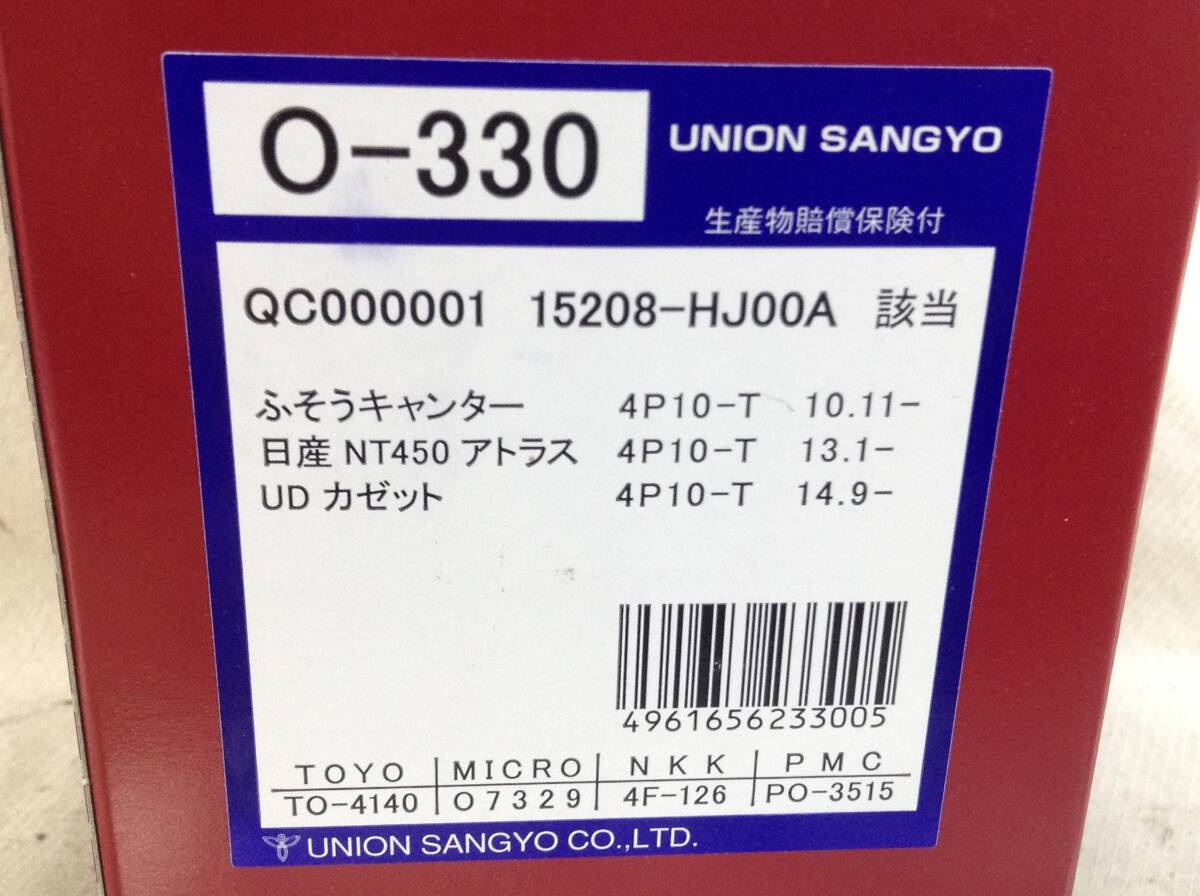 O-330
UNION SANGYO
生産物賠償保険付
QC000001 15208-HJ00A 該当
ふそうキャンター 4P10-T 10.11-
日産 NT450 アトラス 4P10-T 13.1-
UD カゼット 4P10-T 14.9-
4961656233005
TOYO MICRO NKK PMC
TO-4140 O7329 4F-126 PO-3515
UNION SANGYO CO.,LTD.